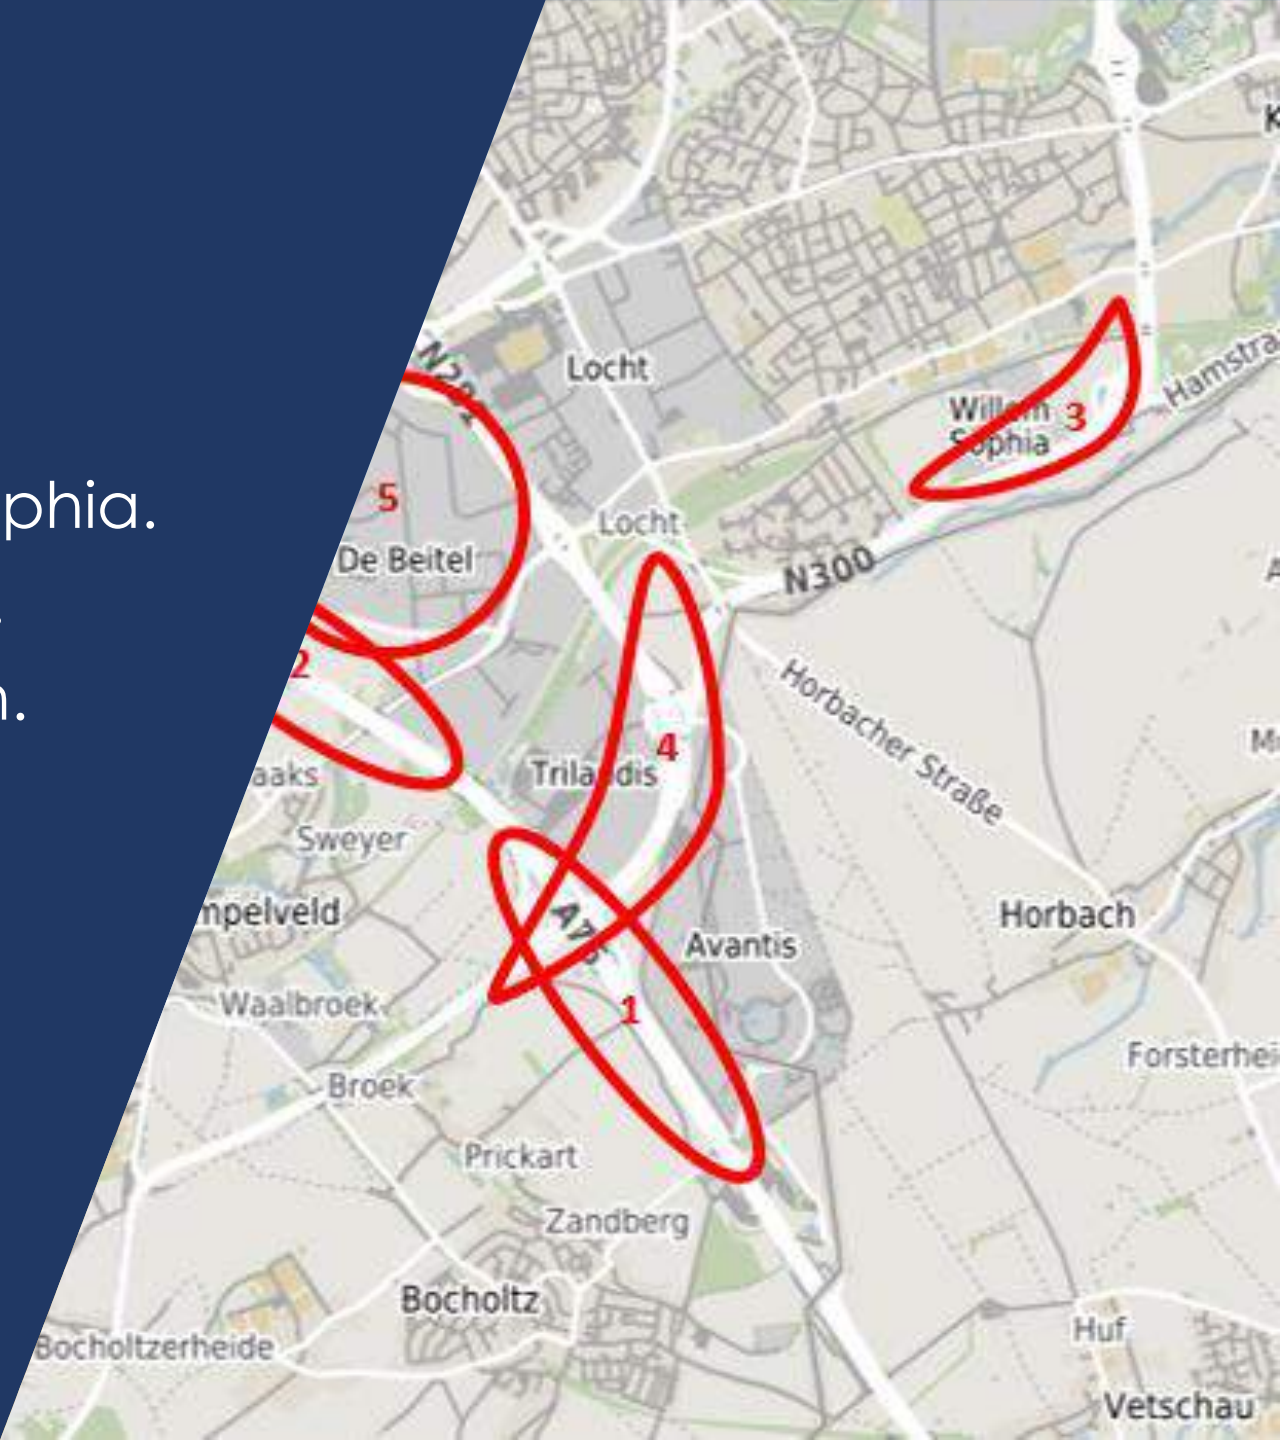 phia.
n.
K
N281
Locht
Willem
Sophia
3
Hamstra
5
Locht
De Beitel
N300
2
Horbacher Straße
4
Trilandis
aaks
Sweyer
mpelveld
A76
Avantis
Horbach
Waalbroek
1
Broek
Forsterhei
Prickart
Zandberg
Bocholtz
Bocholtzerheide
Huf
Vetschau